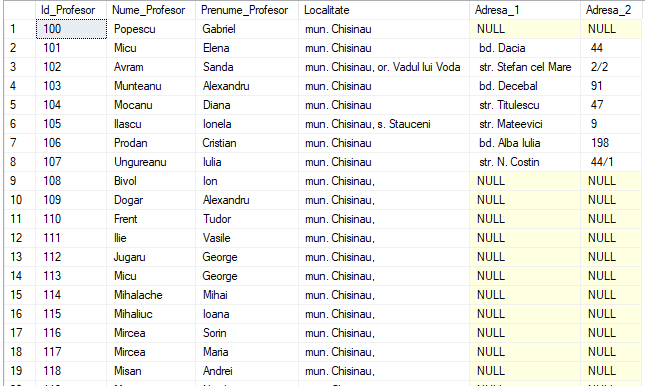 Id_Profesor Nume_Profesor Prenume_Profesor Localitate Adresa_1 Adresa_2
1 100 Popescu Gabriel mun. Chisinau NULL NULL
2 101 Micu Elena mun. Chisinau bd. Dacia 44
3 102 Avram Sanda mun. Chisinau, or. Vadul lui Voda str. Stefan cel Mare 2/2
4 103 Munteanu Alexandru mun. Chisinau bd. Decebal 91
5 104 Mocanu Diana mun. Chisinau str. Titulescu 47
6 105 Ilascu Ionela mun. Chisinau, s. Stauceni str. Mateevici 9
7 106 Prodan Cristian mun. Chisinau bd. Alba Iulia 198
8 107 Ungureanu Iulia mun. Chisinau str. N. Costin 44/1
9 108 Bivol Ion mun. Chisinau, NULL NULL
10 109 Dogar Alexandru mun. Chisinau, NULL NULL
11 110 Frent Tudor mun. Chisinau, NULL NULL
12 111 Ilie Vasile mun. Chisinau, NULL NULL
13 112 Jugaru George mun. Chisinau, NULL NULL
14 113 Micu George mun. Chisinau, NULL NULL
15 114 Mihalache Mihai mun. Chisinau, NULL NULL
16 115 Mihaliuc Ioana mun. Chisinau, NULL NULL
17 116 Mircea Sorin mun. Chisinau, NULL NULL
18 117 Mircea Maria mun. Chisinau, NULL NULL
19 118 Misan Andrei mun. Chisinau, NULL NULL